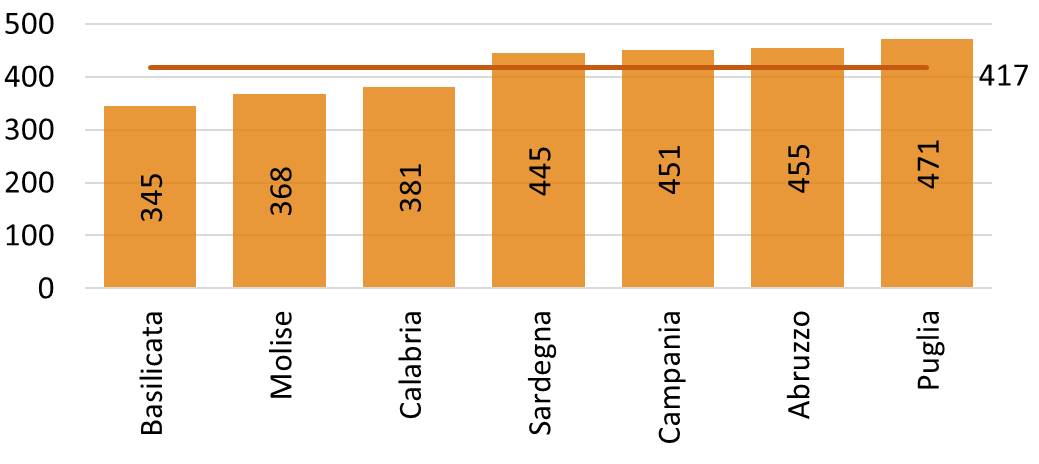 500
400
300
200
100
0
417
345
368
381
445
451
455
471
Basilicata
Molise
Calabria
Sardegna
Campania
Abruzzo
Puglia